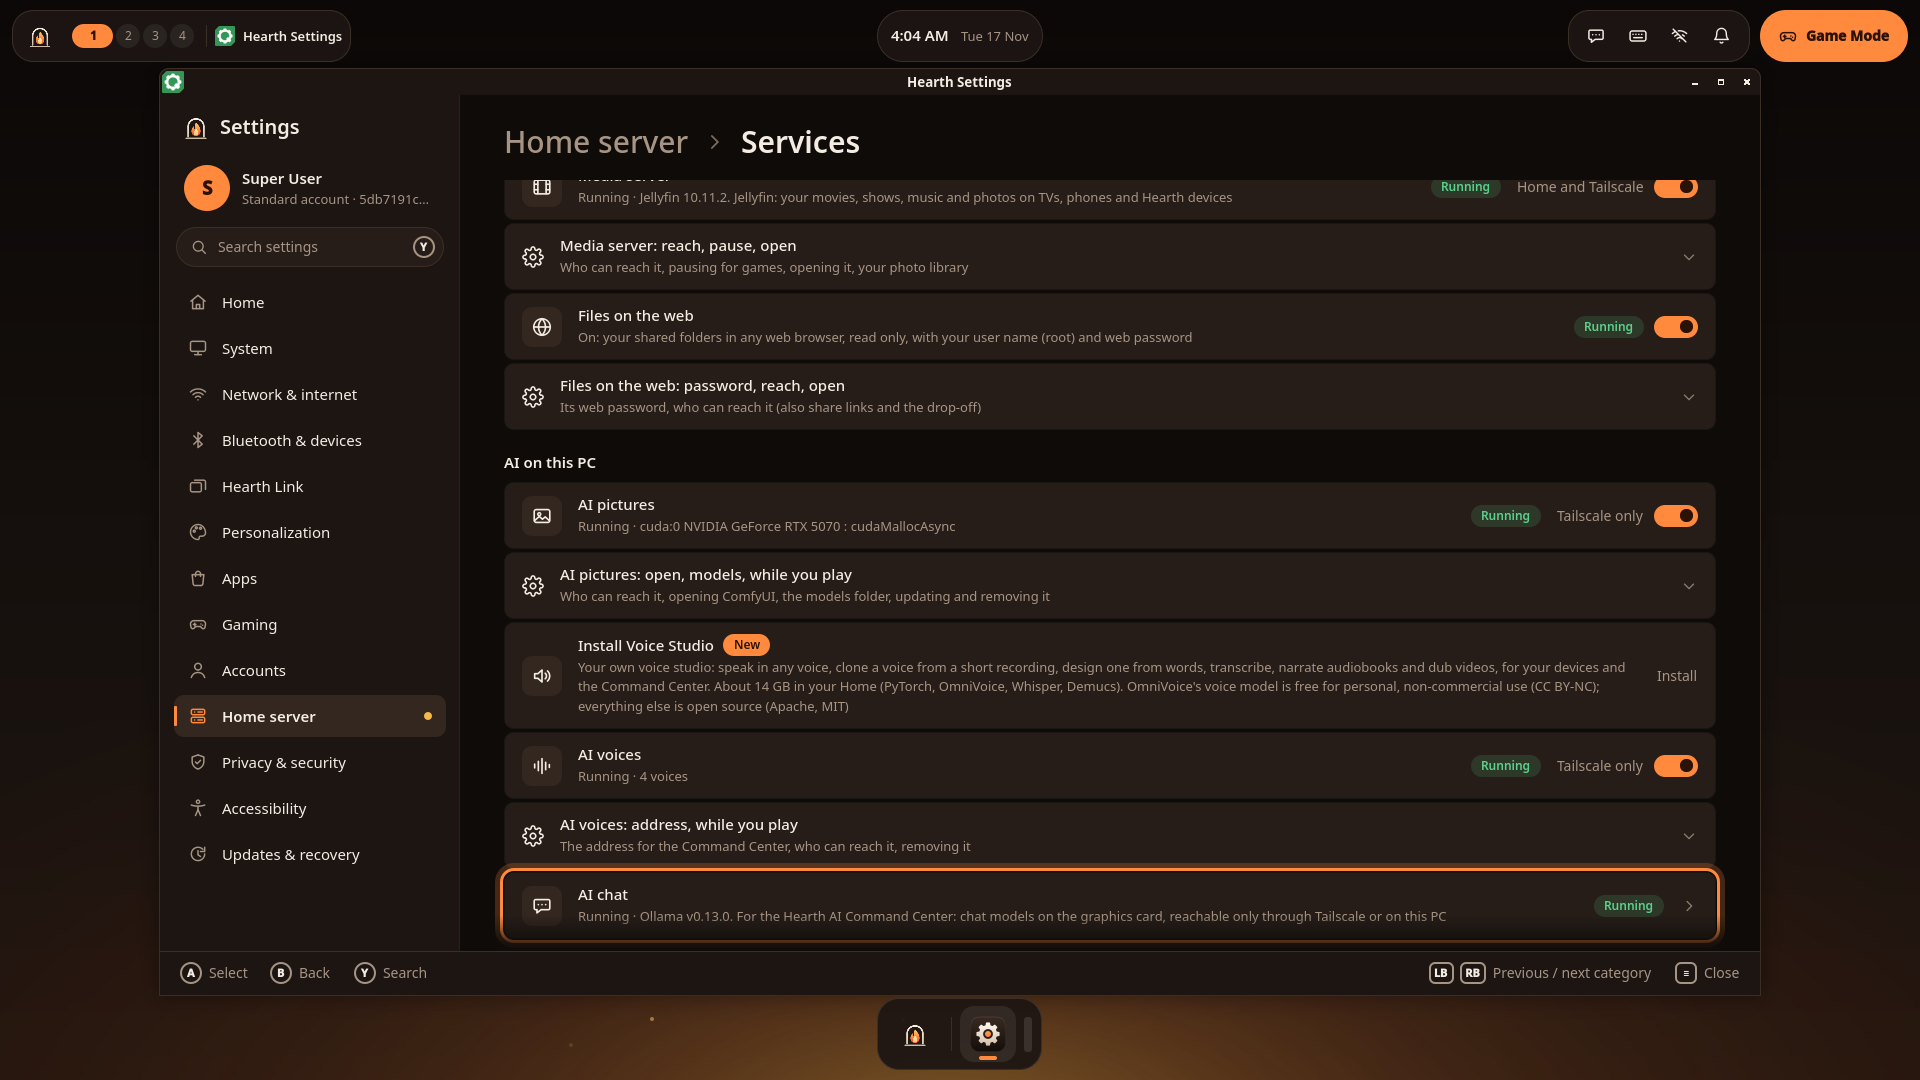 1
2
3
4
Hearth Settings
4:04 AM Tue 17 Nov
Game Mode
Hearth Settings
Settings
S
Super User
Standard account · 5db7191c...
Search settings
Y
Home
System
Network & internet
Bluetooth & devices
Hearth Link
Personalization
Apps
Gaming
Accounts
Home server
Privacy & security
Accessibility
Updates & recovery
Home server > Services
Running · Jellyfin 10.11.2. Jellyfin: your movies, shows, music and photos on TVs, phones and Hearth devices
Running
Home and Tailscale
Media server: reach, pause, open
Who can reach it, pausing for games, opening it, your photo library
Files on the web
On: your shared folders in any web browser, read only, with your user name (root) and web password
Running
Files on the web: password, reach, open
Its web password, who can reach it (also share links and the drop-off)
AI on this PC
AI pictures
Running · cuda:0 NVIDIA GeForce RTX 5070 : cudaMallocAsync
Running
Tailscale only
AI pictures: open, models, while you play
Who can reach it, opening ComfyUI, the models folder, updating and removing it
Install Voice Studio New
Your own voice studio: speak in any voice, clone a voice from a short recording, design one from words, transcribe, narrate audiobooks and dub videos, for your devices and
the Command Center. About 14 GB in your Home (PyTorch, OmniVoice, Whisper, Demucs). OmniVoice's voice model is free for personal, non-commercial use (CC BY-NC);
everything else is open source (Apache, MIT)
Install
AI voices
Running · 4 voices
Running
Tailscale only
AI voices: address, while you play
The address for the Command Center, who can reach it, removing it
AI chat
Running · Ollama v0.13.0. For the Hearth AI Command Center: chat models on the graphics card, reachable only through Tailscale or on this PC
Running
A Select
B Back
Y Search
LB RB Previous / next category
Close